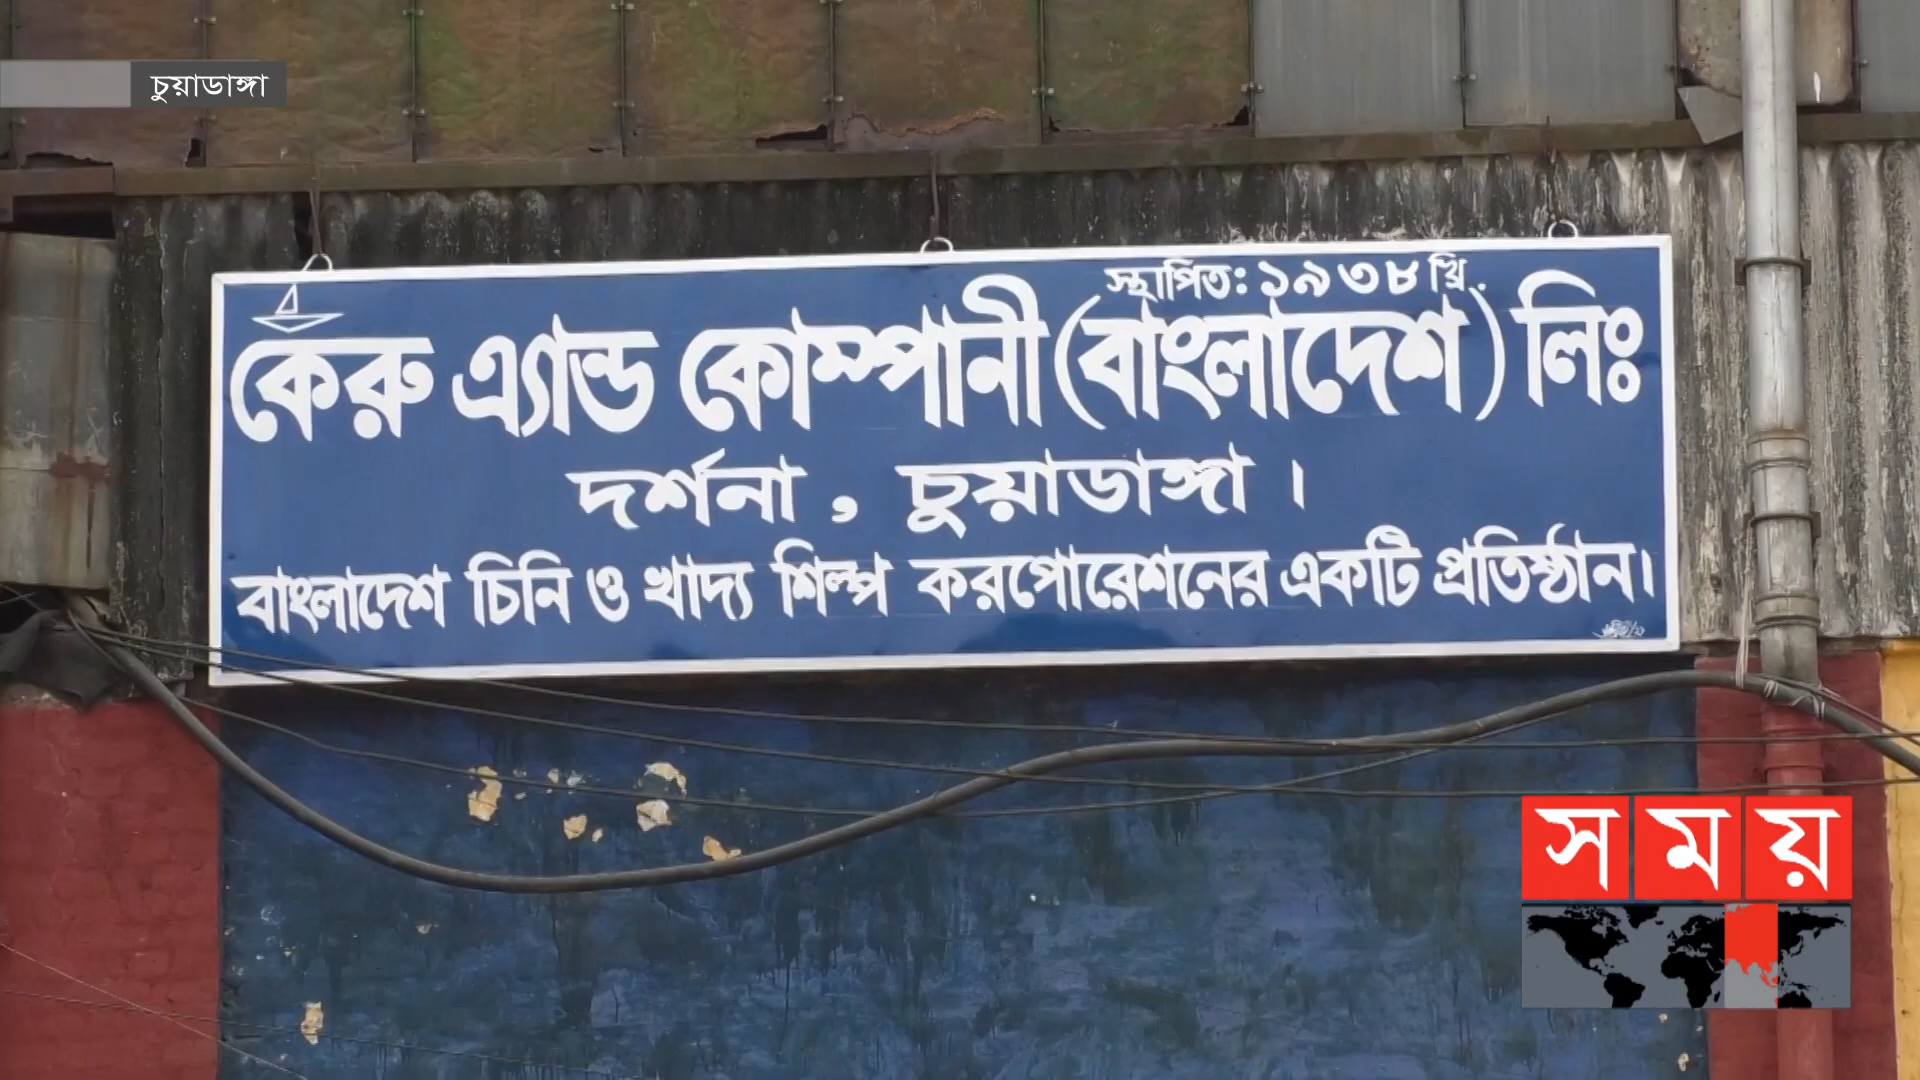 চুয়াডাঙ্গা
স্থাপিত: ১৯৩৮ খ্রি.
কেরু এ্যান্ড কোম্পানী (বাংলাদেশ) লিঃ
দর্শনা, চুয়াডাঙ্গা।
বাংলাদেশ চিনি ও খাদ্য শিল্প করপোরেশনের একটি প্রতিষ্ঠান।
সময়